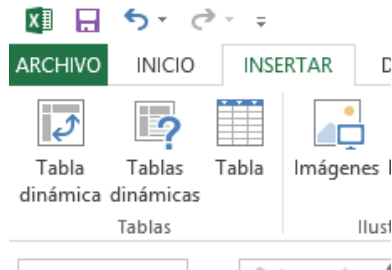 ARCHIVO INICIO INSERTAR
Tabla dinámica
Tablas dinámicas
Tabla
Imágenes
Tablas